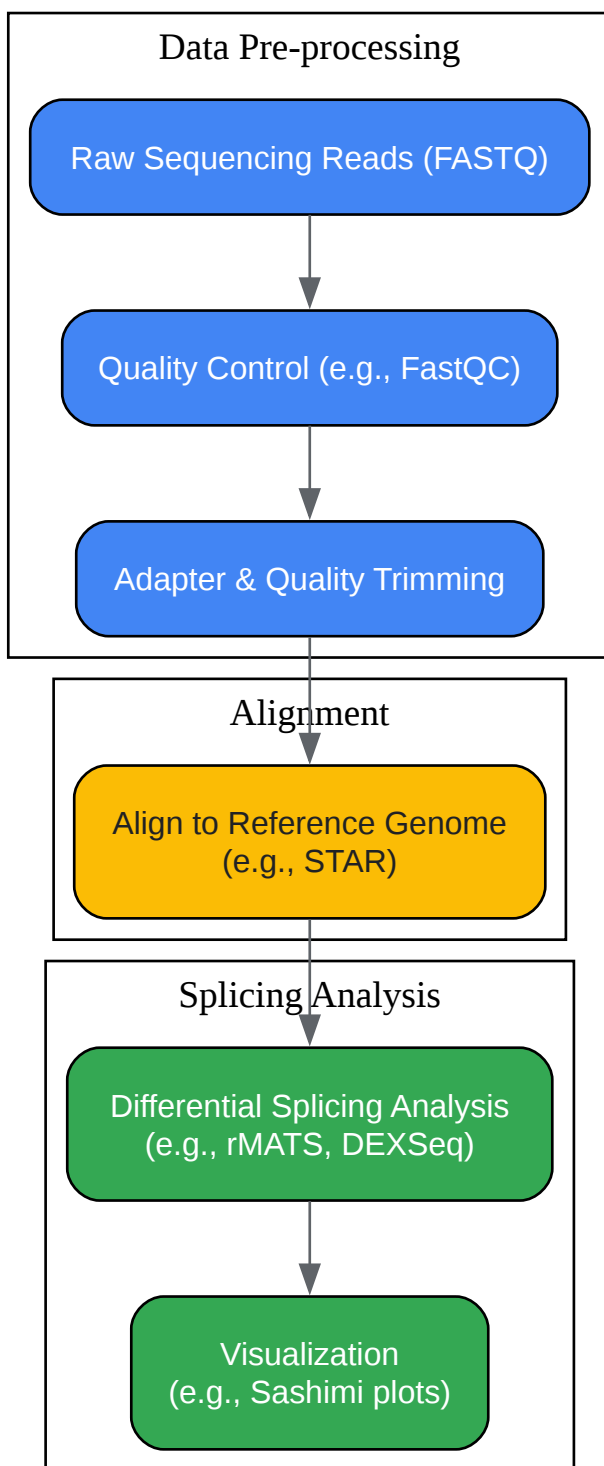 Data Pre-processing
Raw Sequencing Reads (FASTQ)
Quality Control (e.g., FastQC)
Adapter & Quality Trimming
Alignment
Align to Reference Genome
(e.g., STAR)
Splicing Analysis
Differential Splicing Analysis
(e.g., rMATS, DEXSeq)
Visualization
(e.g., Sashimi plots)